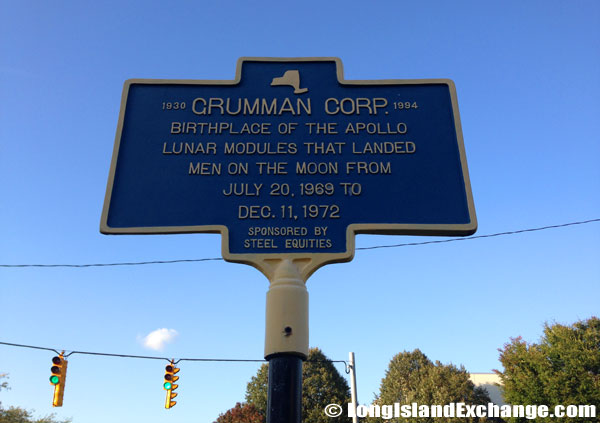 1930 GRUMMAN CORP. 1994
BIRTHPLACE OF THE APOLLO
LUNAR MODULES THAT LANDED
MEN ON THE MOON FROM
JULY 20, 1969 TO
DEC. 11, 1972
SPONSORED BY
STEEL EQUITIES
© LongIslandExchange.com